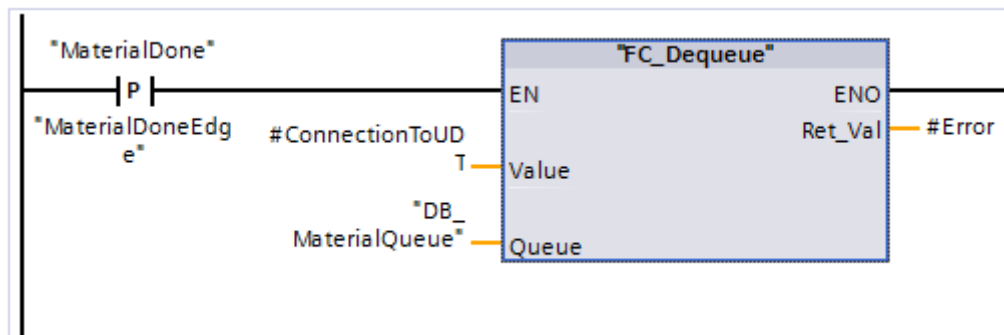 "MaterialDone"
P
"MaterialDoneEdg
e"
"FC_Dequeue"
EN
ENO
#ConnectionToUD
T
Value
Ret_Val
#Error
"DB_
MaterialQueue"
Queue